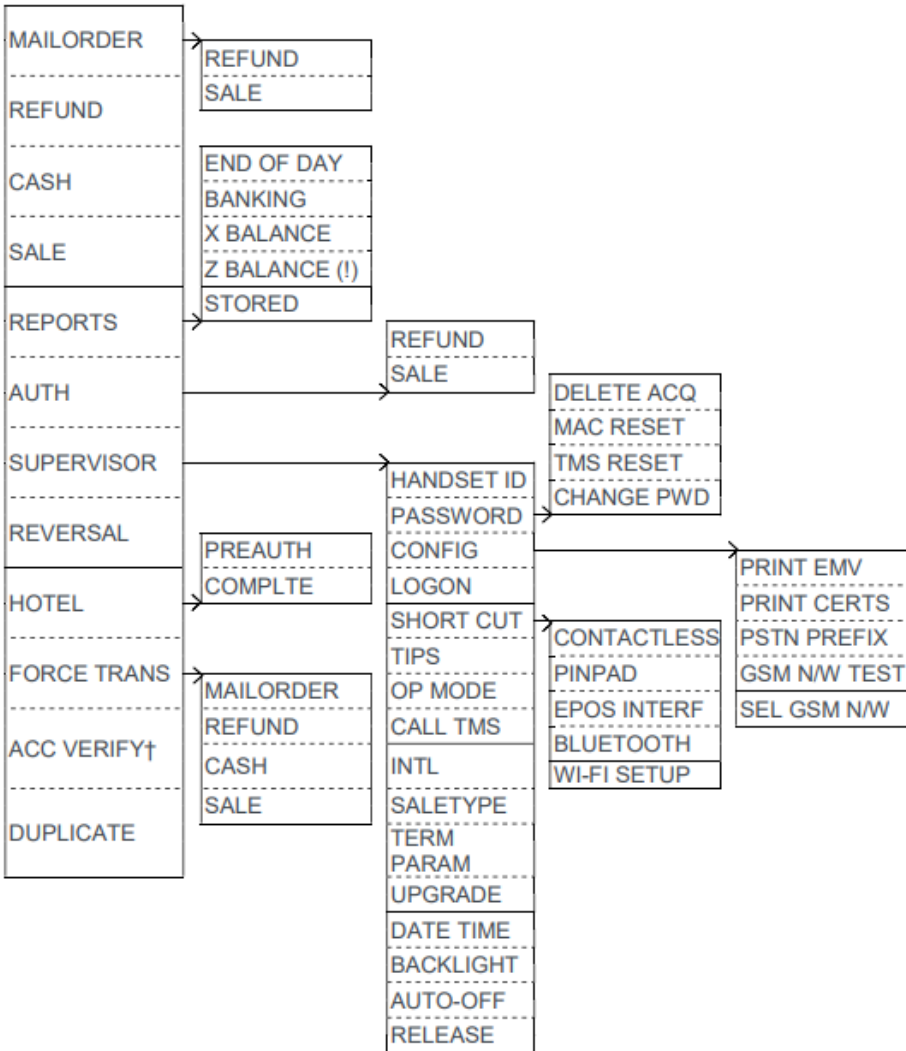 MAILORDER
REFUND
CASH
SALE
REPORTS
AUTH
SUPERVISOR
REVERSAL
HOTEL
FORCE TRANS
ACC VERIFY†
DUPLICATE
REFUND
SALE
END OF DAY
BANKING
X BALANCE
Z BALANCE (!)
STORED
PREAUTH
COMPLTE
MAILORDER
REFUND
CASH
SALE
REFUND
SALE
HANDSET ID
PASSWORD
CONFIG
LOGON
SHORT CUT
TIPS
OP MODE
CALL TMS
INTL
SALETYPE
TERM
PARAM
UPGRADE
DATE TIME
BACKLIGHT
AUTO-OFF
RELEASE
DELETE ACQ
MAC RESET
TMS RESET
CHANGE PWD
CONTACTLESS
PINPAD
EPOS INTERF
BLUETOOTH
WI-FI SETUP
PRINT EMV
PRINT CERTS
PSTN PREFIX
GSM N/W TEST
SEL GSM N/W